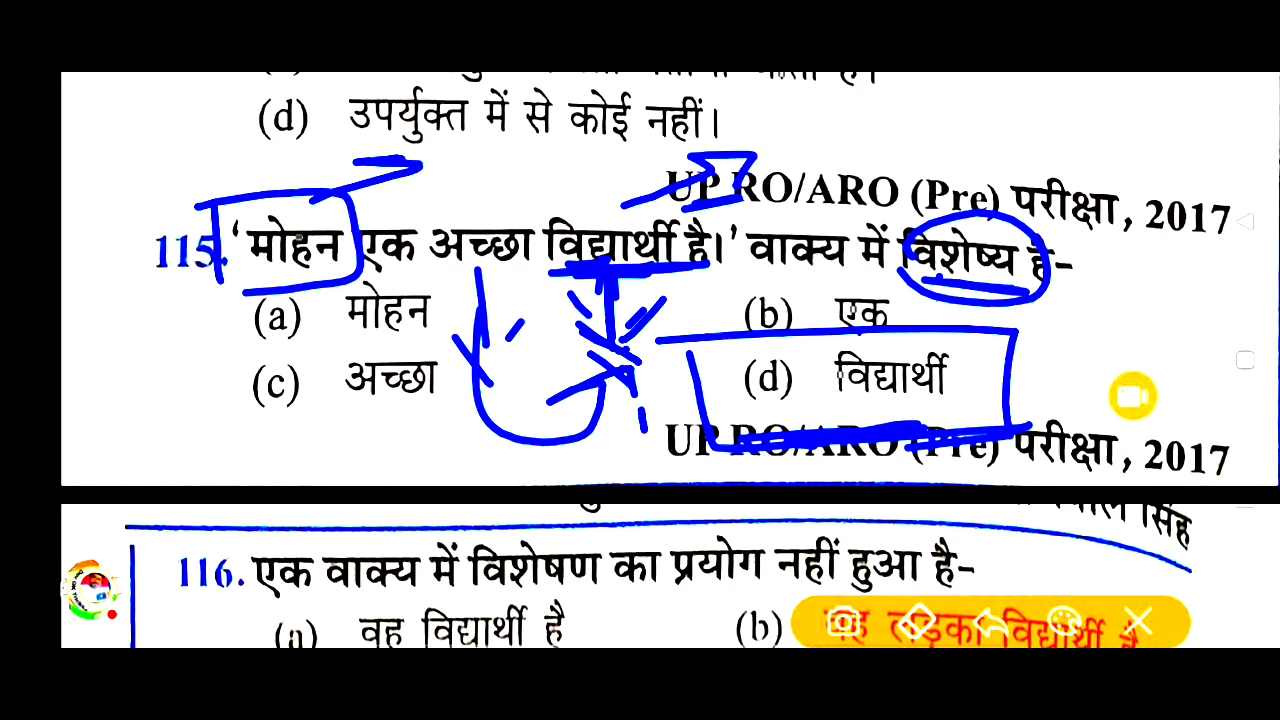 (d) उपर्युक्त में से कोई नहीं।
UP RO/ARO (Pre) परीक्षा, 2017
115. 'मोहन एक अच्छा विद्यार्थी है।' वाक्य में विशेष्य है-
(a) मोहन (b) एक
(c) अच्छा (d) विद्यार्थी
UP RO/ARO (Pre) परीक्षा, 2017
सिंह
116. एक वाक्य में विशेषण का प्रयोग नहीं हुआ है-
(a) वह विद्यार्थी है (b) लड़का विद्यार्थी है